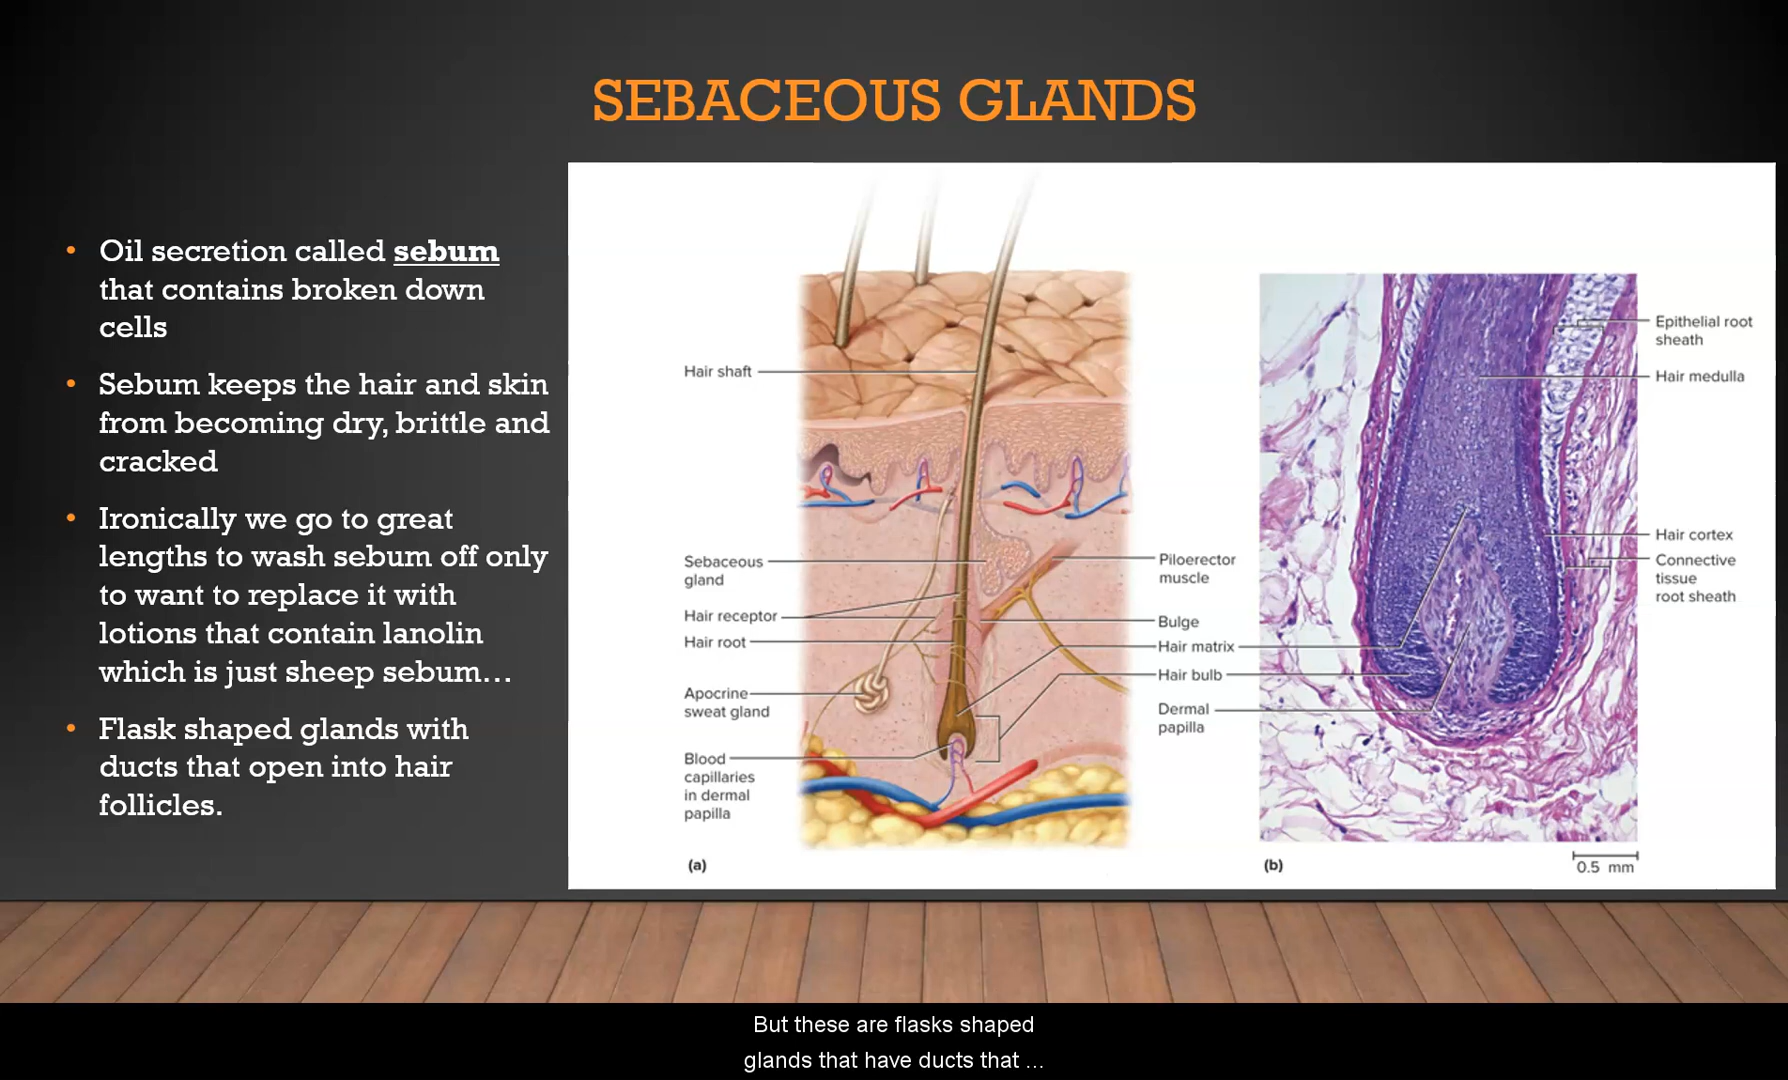 SEBACEOUS GLANDS
• Oil secretion called sebum
that contains broken down
cells
• Sebum keeps the hair and skin
from becoming dry, brittle and
cracked
• Ironically we go to great
lengths to wash sebum off only
to want to replace it with
lotions that contain lanolin
which is just sheep sebum...
• Flask shaped glands with
ducts that open into hair
follicles.
Hair shaft
Sebaceous
gland
Hair receptor
Hair root
Apocrine
sweat gland
Blood
capillaries
in dermal
papilla
(a)
Piloerector
muscle
Bulge
Hair matrix
Hair bulb
Dermal
papilla
(b)
Epithelial root
sheath
Hair medulla
Hair cortex
Connective
tissue
root sheath
0.5 mm
But these are flasks shaped
glands that have ducts that ...